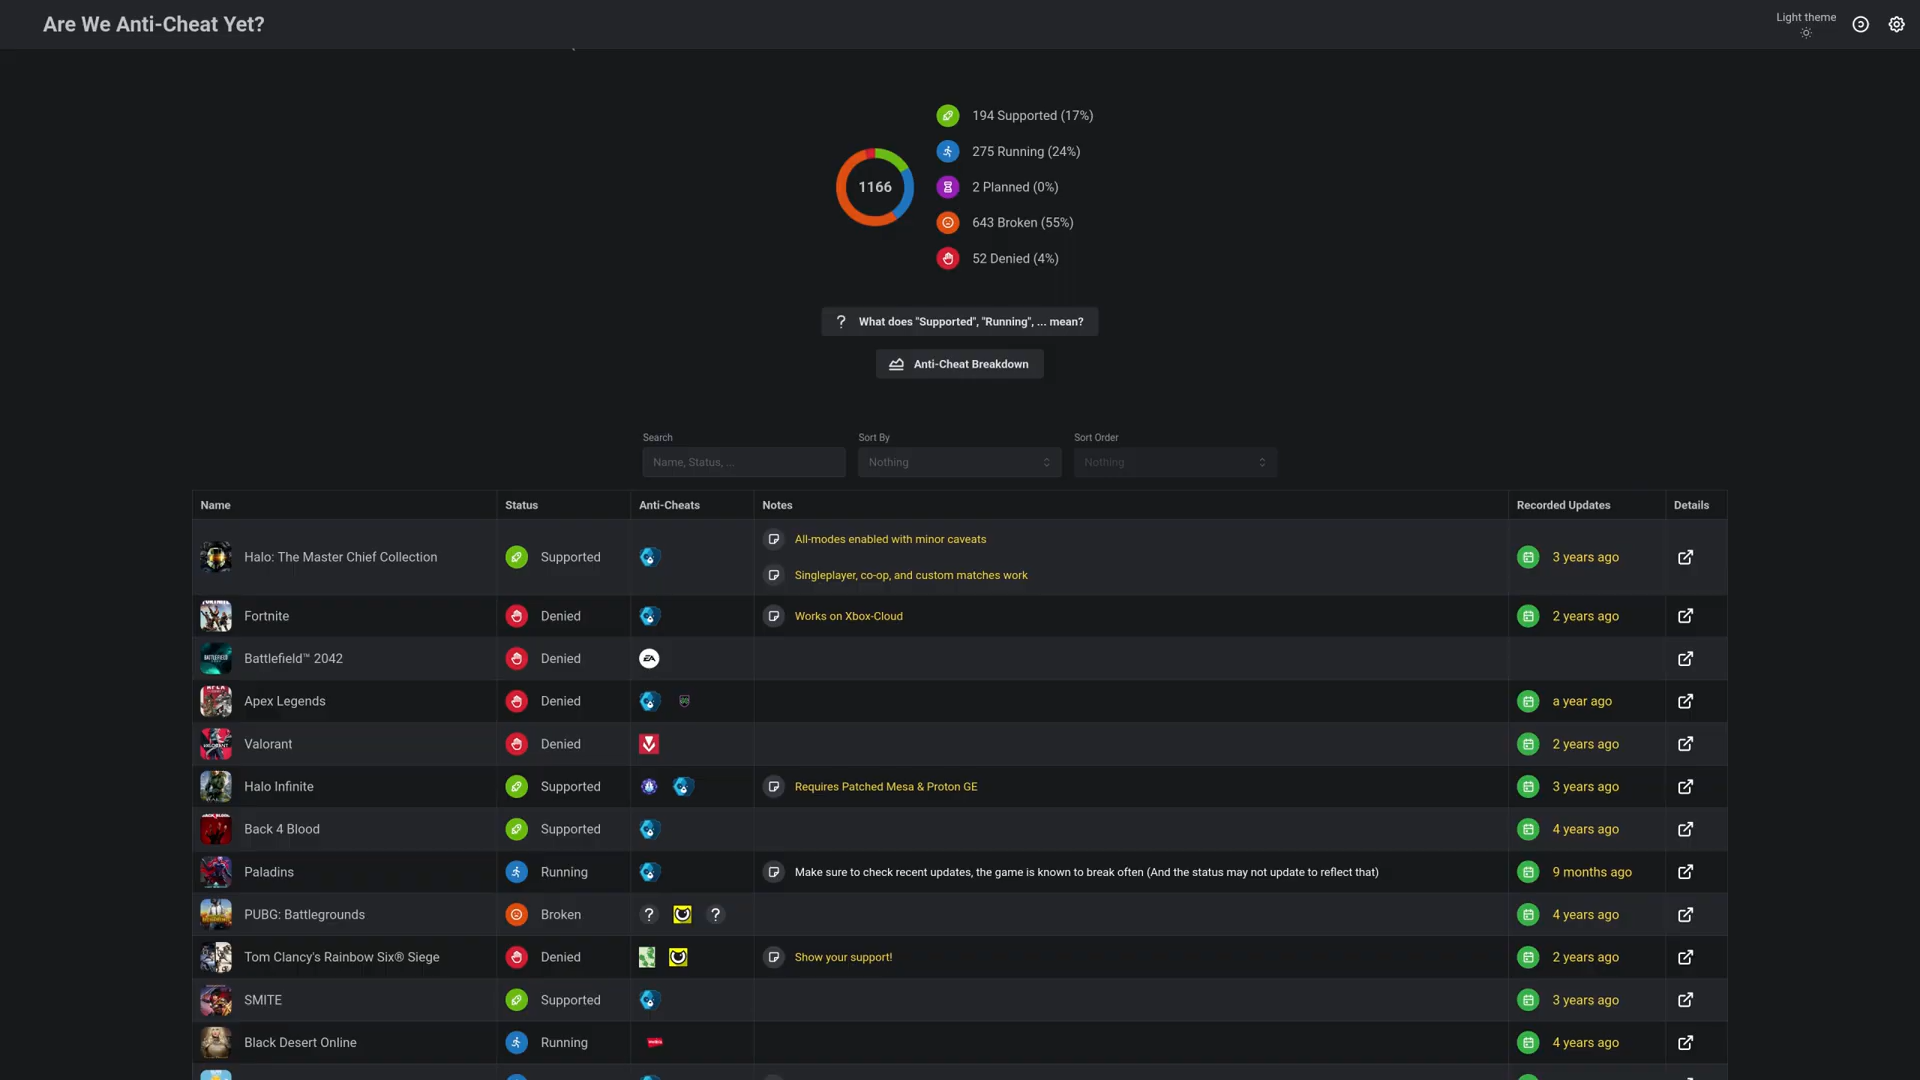 Are We Anti-Cheat Yet?
Light theme
194 Supported (17%)
275 Running (24%)
1166
2 Planned (0%)
643 Broken (55%)
52 Denied (4%)
? What does "Supported", "Running", ... mean?
Anti-Cheat Breakdown
Search Sort By Sort Order
Name, Status, ... Nothing Nothing
Name Status Anti-Cheats Notes Recorded Updates Details
All-modes enabled with minor caveats
Halo: The Master Chief Collection Supported 3 years ago
Singleplayer, co-op, and custom matches work
Fortnite Denied Works on Xbox-Cloud 2 years ago
Battlefield™ 2042 Denied EA
Apex Legends Denied a year ago
Valorant Denied 2 years ago
Halo Infinite Supported Requires Patched Mesa & Proton GE 3 years ago
Back 4 Blood Supported 4 years ago
Paladins Running Make sure to check recent updates, the game is known to break often (And the status may not update to reflect that) 9 months ago
PUBG: Battlegrounds Broken ? ? 4 years ago
Tom Clancy's Rainbow Six® Siege Denied Show your support! 2 years ago
SMITE Supported 3 years ago
Black Desert Online Running 4 years ago